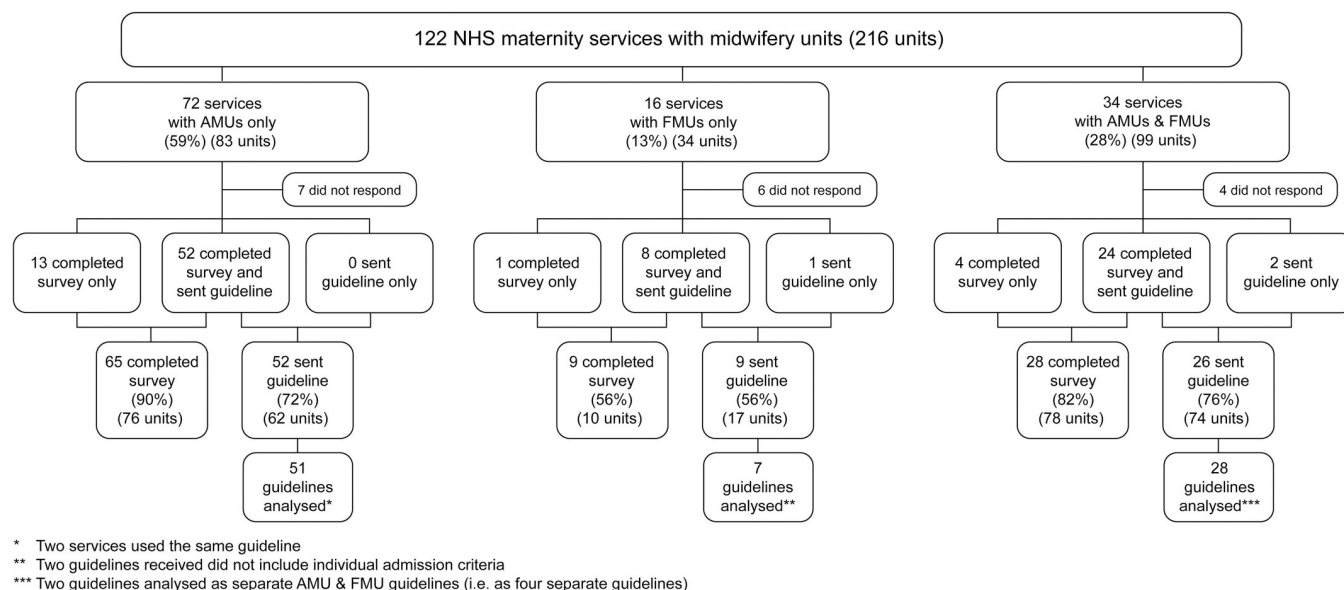 122 NHS maternity services with midwifery units (216 units)
72 services
with AMUs only
(59%) (83 units)
16 services
with FMUs only
(13%) (34 units)
34 services
with AMUs & FMUs
(28%) (99 units)
7 did not respond
6 did not respond
4 did not respond
13 completed
survey only
52 completed
survey and
sent guideline
0 sent
guideline only
1 completed
survey only
8 completed
survey and
sent guideline
1 sent
guideline only
4 completed
survey only
24 completed
survey and
sent guideline
2 sent
guideline only
65 completed
survey
(90%)
(76 units)
52 sent
guideline
(72%)
(62 units)
9 completed
survey
(56%)
(10 units)
9 sent
guideline
(56%)
(17 units)
28 completed
survey
(82%)
(78 units)
26 sent
guideline
(76%)
(74 units)
51
guidelines
analysed*
7
guidelines
analysed**
28
guidelines
analysed***
* Two services used the same guideline
** Two guidelines received did not include individual admission criteria
*** Two guidelines analysed as separate AMU & FMU guidelines (i.e. as four separate guidelines)